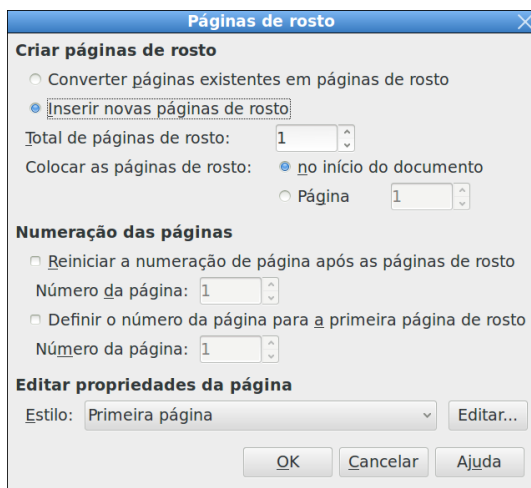 Páginas de rosto
Criar páginas de rosto
Converter páginas existentes em páginas de rosto
Inserir novas páginas de rosto
Total de páginas de rosto: 1
Colocar as páginas de rosto: no início do documento
Página 1
Numeração das páginas
Reiniciar a numeração de página após as páginas de rosto
Número da página: 1
Definir o número da página para a primeira página de rosto
Número da página: 1
Editar propriedades da página
Estilo: Primeira página Editar...
OK Cancelar Ajuda